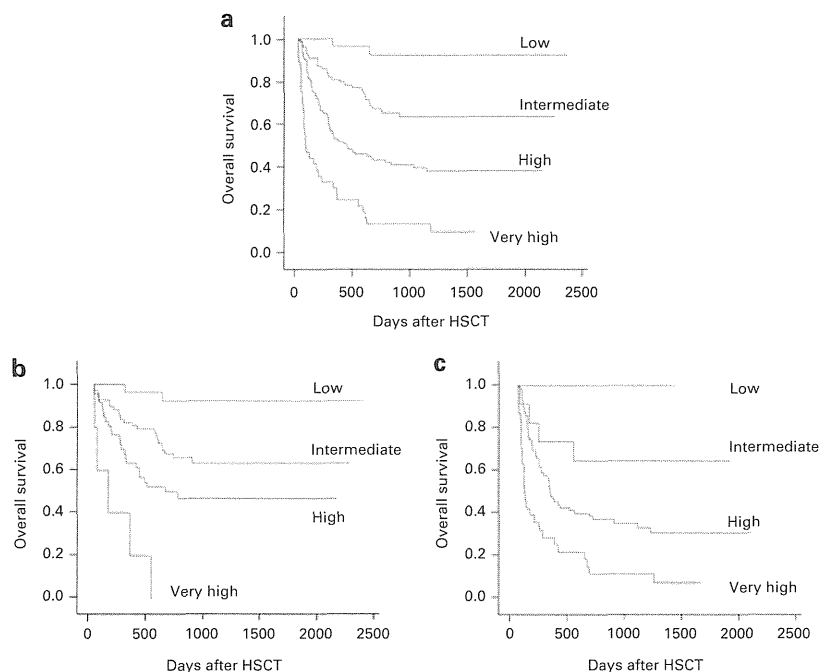 a
Overall survival
1.0
0.8
0.6
0.4
0.2
0.0
Low
Intermediate
High
Very high
0 500 1000 1500 2000 2500
Days after HSCT
b
Overall survival
1.0
0.8
0.6
0.4
0.2
0.0
Low
Intermediate
High
Very high
0 500 1000 1500 2000 2500
Days after HSCT
c
Overall survival
1.0
0.8
0.6
0.4
0.2
0.0
Low
Intermediate
High
Very high
0 500 1000 1500 2000 2500
Days after HSCT